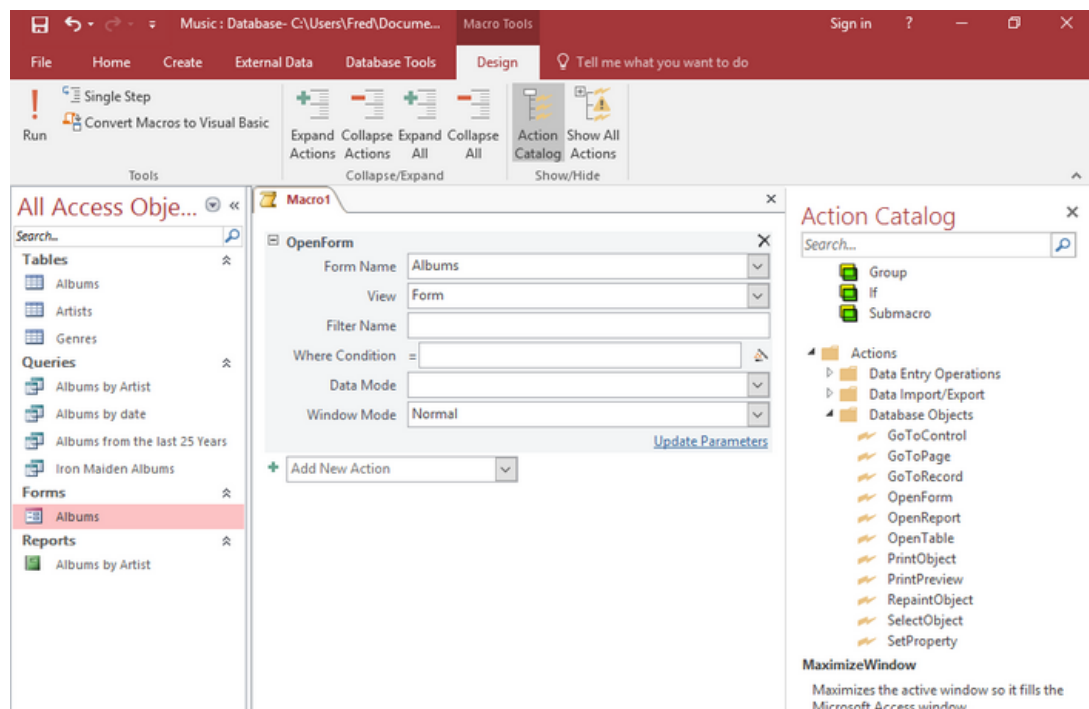 Music : Database- C:\Users\Fred\Docume...
Macro Tools
Sign in ?
File Home Create External Data Database Tools Design Tell me what you want to do
Run
Single Step
Convert Macros to Visual Basic
Tools
Expand Actions
Collapse Actions
Expand All
Collapse All
Collapse/Expand
Action Catalog
Show All Actions
Show/Hide
All Access Obje...
Search...
Tables
Albums
Artists
Genres
Queries
Albums by Artist
Albums by date
Albums from the last 25 Years
Iron Maiden Albums
Forms
Albums
Reports
Albums by Artist
Macro1
OpenForm
Form Name Albums
View Form
Filter Name
Where Condition =
Data Mode
Window Mode Normal
Update Parameters
Add New Action
Action Catalog
Search...
Group
If
Submacro
Actions
Data Entry Operations
Data Import/Export
Database Objects
GoToControl
GoToPage
GoToRecord
OpenForm
OpenReport
OpenTable
PrintObject
PrintPreview
RepaintObject
SelectObject
SetProperty
MaximizeWindow
Maximizes the active window so it fills the
Microsoft Access window